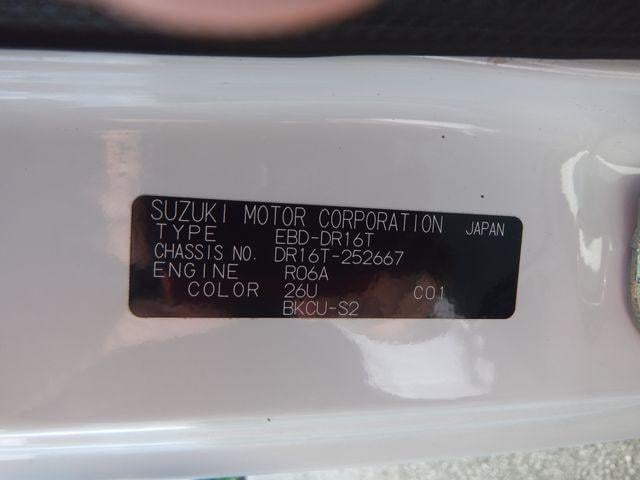 SUZUKI MOTOR CORPORATION JAPAN
TYPE EBD-DR16T
CHASSIS NO. DR16T-252667
ENGINE R06A
COLOR 26U C01
BKCU-S2